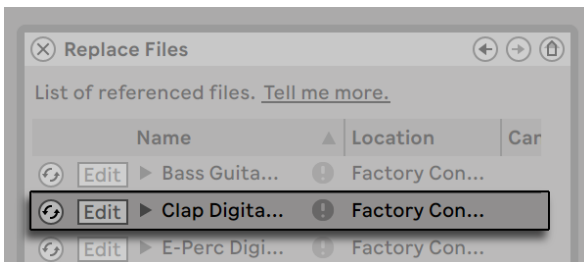 Replace Files
List of referenced files. Tell me more.
Name Location Can
Edit Bass Guita... Factory Con...
Edit Clap Digita... Factory Con...
Edit E-Perc Digi... Factory Con...